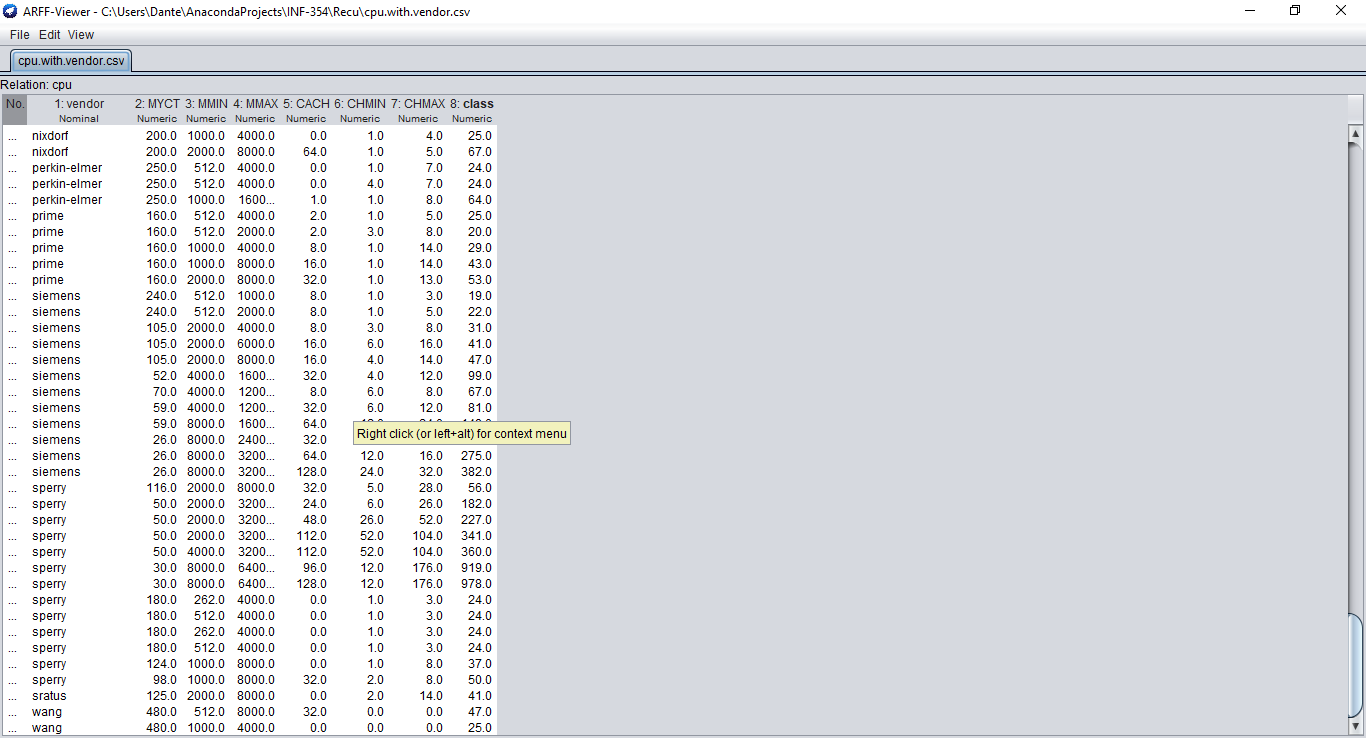 ARFF-Viewer - C:\Users\Dante\AnacondaProjects\INF-354\Recu\cpu.with.vendor.csv
File Edit View
cpu.with.vendor.csv
Relation: cpu
No. 1: vendor 2: MYCT 3: MMIN 4: MMAX 5: CACH 6: CHMIN 7: CHMAX 8: class
Nominal Numeric Numeric Numeric Numeric Numeric Numeric Numeric
... nixdorf 200.0 1000.0 4000.0 0.0 1.0 4.0 25.0
... nixdorf 200.0 2000.0 8000.0 64.0 1.0 5.0 67.0
... perkin-elmer 250.0 512.0 4000.0 0.0 1.0 7.0 24.0
... perkin-elmer 250.0 512.0 4000.0 0.0 4.0 7.0 24.0
... perkin-elmer 250.0 1000.0 1600... 1.0 1.0 8.0 64.0
... prime 160.0 512.0 4000.0 2.0 1.0 5.0 25.0
... prime 160.0 512.0 2000.0 2.0 3.0 8.0 20.0
... prime 160.0 1000.0 4000.0 8.0 1.0 14.0 29.0
... prime 160.0 1000.0 8000.0 16.0 1.0 14.0 43.0
... prime 160.0 2000.0 8000.0 32.0 1.0 13.0 53.0
... siemens 240.0 512.0 1000.0 8.0 1.0 3.0 19.0
... siemens 240.0 512.0 2000.0 8.0 1.0 5.0 22.0
... siemens 105.0 2000.0 4000.0 8.0 3.0 8.0 31.0
... siemens 105.0 2000.0 6000.0 16.0 6.0 16.0 41.0
... siemens 105.0 2000.0 8000.0 16.0 4.0 14.0 47.0
... siemens 52.0 4000.0 1600... 32.0 4.0 12.0 99.0
... siemens 70.0 4000.0 1200... 8.0 6.0 8.0 67.0
... siemens 59.0 4000.0 1200... 32.0 6.0 12.0 81.0
... siemens 59.0 8000.0 1600... 64.0
... siemens 26.0 8000.0 2400... 32.0
Right click (or left+alt) for context menu
... siemens 26.0 8000.0 3200... 64.0 12.0 16.0 275.0
... siemens 26.0 8000.0 3200... 128.0 24.0 32.0 382.0
... sperry 116.0 2000.0 8000.0 32.0 5.0 28.0 56.0
... sperry 50.0 2000.0 3200... 24.0 6.0 26.0 182.0
... sperry 50.0 2000.0 3200... 48.0 26.0 52.0 227.0
... sperry 50.0 2000.0 3200... 112.0 52.0 104.0 341.0
... sperry 50.0 4000.0 3200... 112.0 52.0 104.0 360.0
... sperry 30.0 8000.0 6400... 96.0 12.0 176.0 919.0
... sperry 30.0 8000.0 6400... 128.0 12.0 176.0 978.0
... sperry 180.0 262.0 4000.0 0.0 1.0 3.0 24.0
... sperry 180.0 512.0 4000.0 0.0 1.0 3.0 24.0
... sperry 180.0 262.0 4000.0 0.0 1.0 3.0 24.0
... sperry 180.0 512.0 4000.0 0.0 1.0 3.0 24.0
... sperry 124.0 1000.0 8000.0 0.0 1.0 8.0 37.0
... sperry 98.0 1000.0 8000.0 32.0 2.0 8.0 50.0
... sratus 125.0 2000.0 8000.0 0.0 2.0 14.0 41.0
... wang 480.0 512.0 8000.0 32.0 0.0 0.0 47.0
... wang 480.0 1000.0 4000.0 0.0 0.0 0.0 25.0